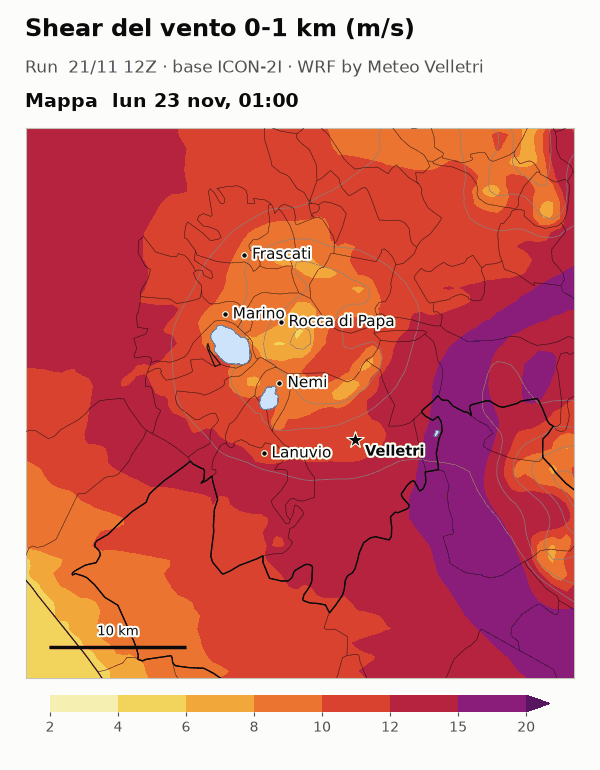 Shear del vento 0-1 km (m/s)
Run  21/11 12Z · base ICON-2I · WRF by Meteo Velletri
Mappa  lun 23 nov, 01:00
Frascati
Marino
Rocca di Papa
Nemi
Velletri
Lanuvio
10 km
2 4 6 8 10 12 15 20